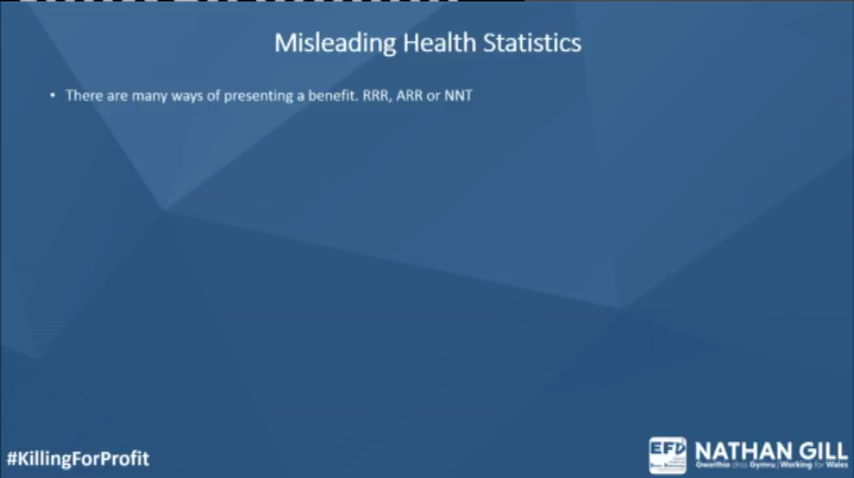 Misleading Health Statistics
• There are many ways of presenting a benefit. RRR, ARR or NNT
#KillingForProfit
EFD
NATHAN GILL
Gweithio dros Gymru | Working for Wales